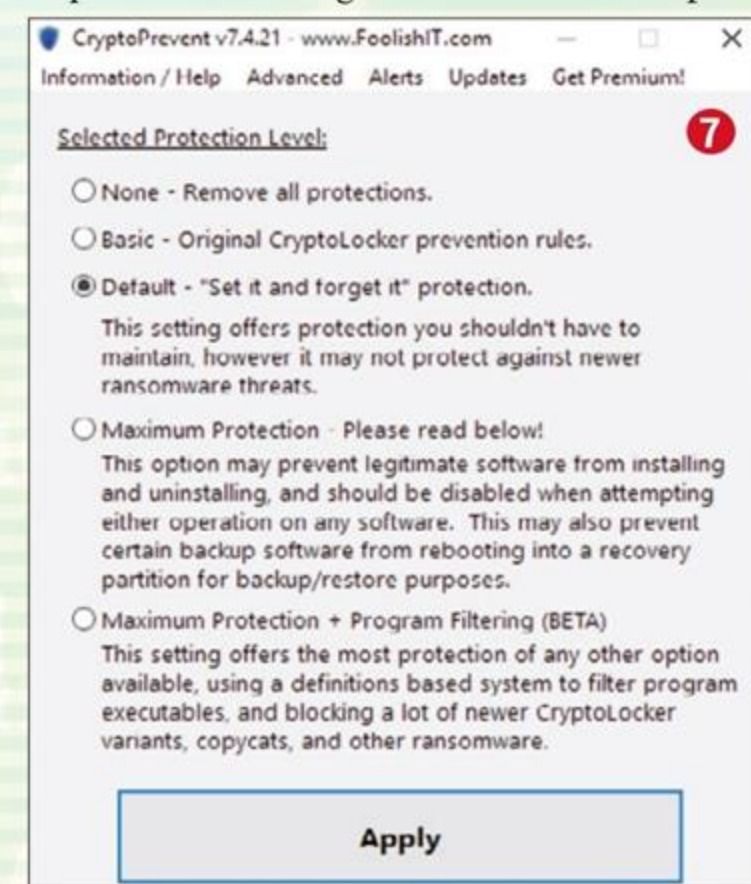 CryptoPrevent v7.4.21 - www.FoolishIT.com
Information / Help Advanced Alerts Updates Get Premium!
Selected Protection Level:
7
None - Remove all protections.
Basic - Original CryptoLocker prevention rules.
Default - "Set it and forget it" protection.
This setting offers protection you shouldn't have to
maintain, however it may not protect against newer
ransomware threats.
Maximum Protection - Please read below!
This option may prevent legitimate software from installing
and uninstalling, and should be disabled when attempting
either operation on any software. This may also prevent
certain backup software from rebooting into a recovery
partition for backup/restore purposes.
Maximum Protection + Program Filtering (BETA)
This setting offers the most protection of any other option
available, using a definitions based system to filter program
executables, and blocking a lot of newer CryptoLocker
variants, copycats, and other ransomware.
Apply